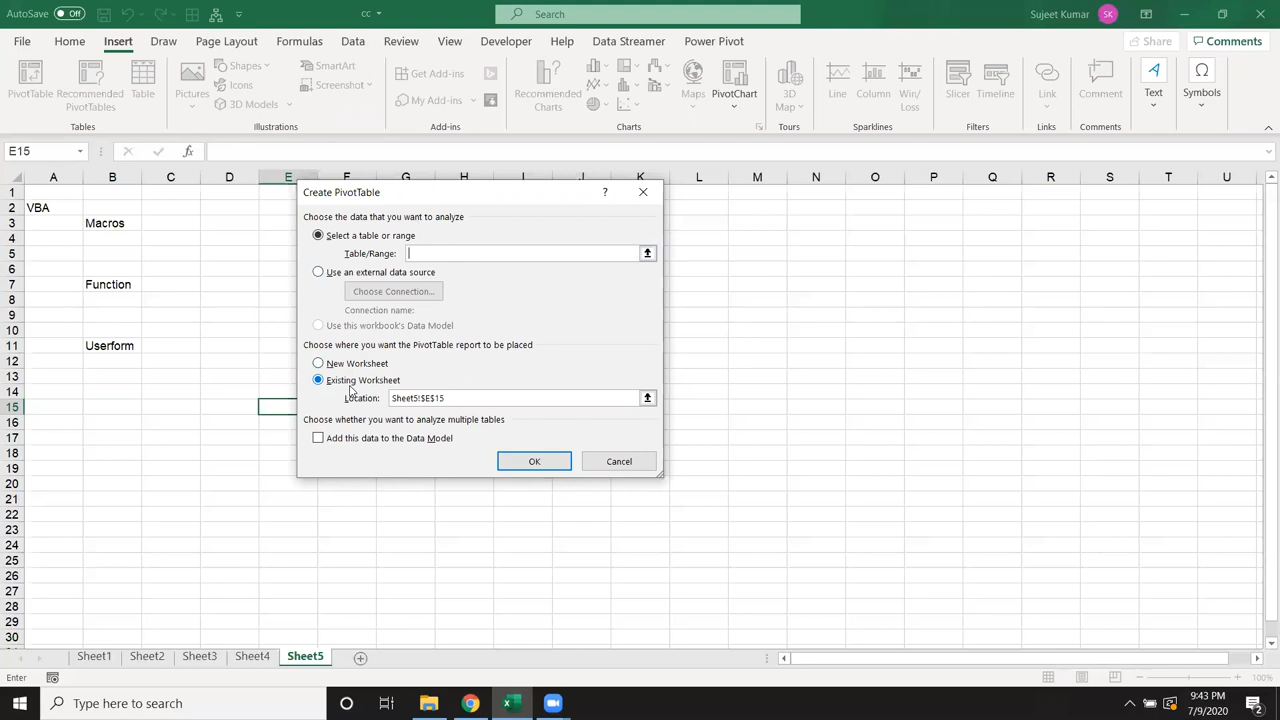 AutoSave Off cc Search Sujeet Kumar SK
File Home Insert Draw Page Layout Formulas Data Review View Developer Help Data Streamer Power Pivot Share Comments
PivotTable Recommended PivotTables Table Pictures Shapes Icons 3D Models SmartArt Screenshot Get Add-ins My Add-ins Recommended Charts Maps PivotChart 3D Map Line Column Win/Loss Slicer Timeline Link Comment Text Symbols
Tables Illustrations Add-ins Charts Tours Sparklines Filters Links Comments
E15 fx
A B C D E F G H I J K L M N O P Q R S T U
1
2 VBA
3 Macros
4
5
6
7 Function
8
9
10
11 Userform
12
13
14
15
16
17
18
19
20
21
22
23
24
25
26
27
28
29
30
Create PivotTable ?
Choose the data that you want to analyze
Select a table or range
Table/Range:
Use an external data source
Choose Connection...
Connection name:
Use this workbook's Data Model
Choose where you want the PivotTable report to be placed
New Worksheet
Existing Worksheet
Location: Sheet5!$E$15
Choose whether you want to analyze multiple tables
Add this data to the Data Model
OK Cancel
Sheet1 Sheet2 Sheet3 Sheet4 Sheet5
Enter 100%
Type here to search
9:43 PM
7/9/2020
2